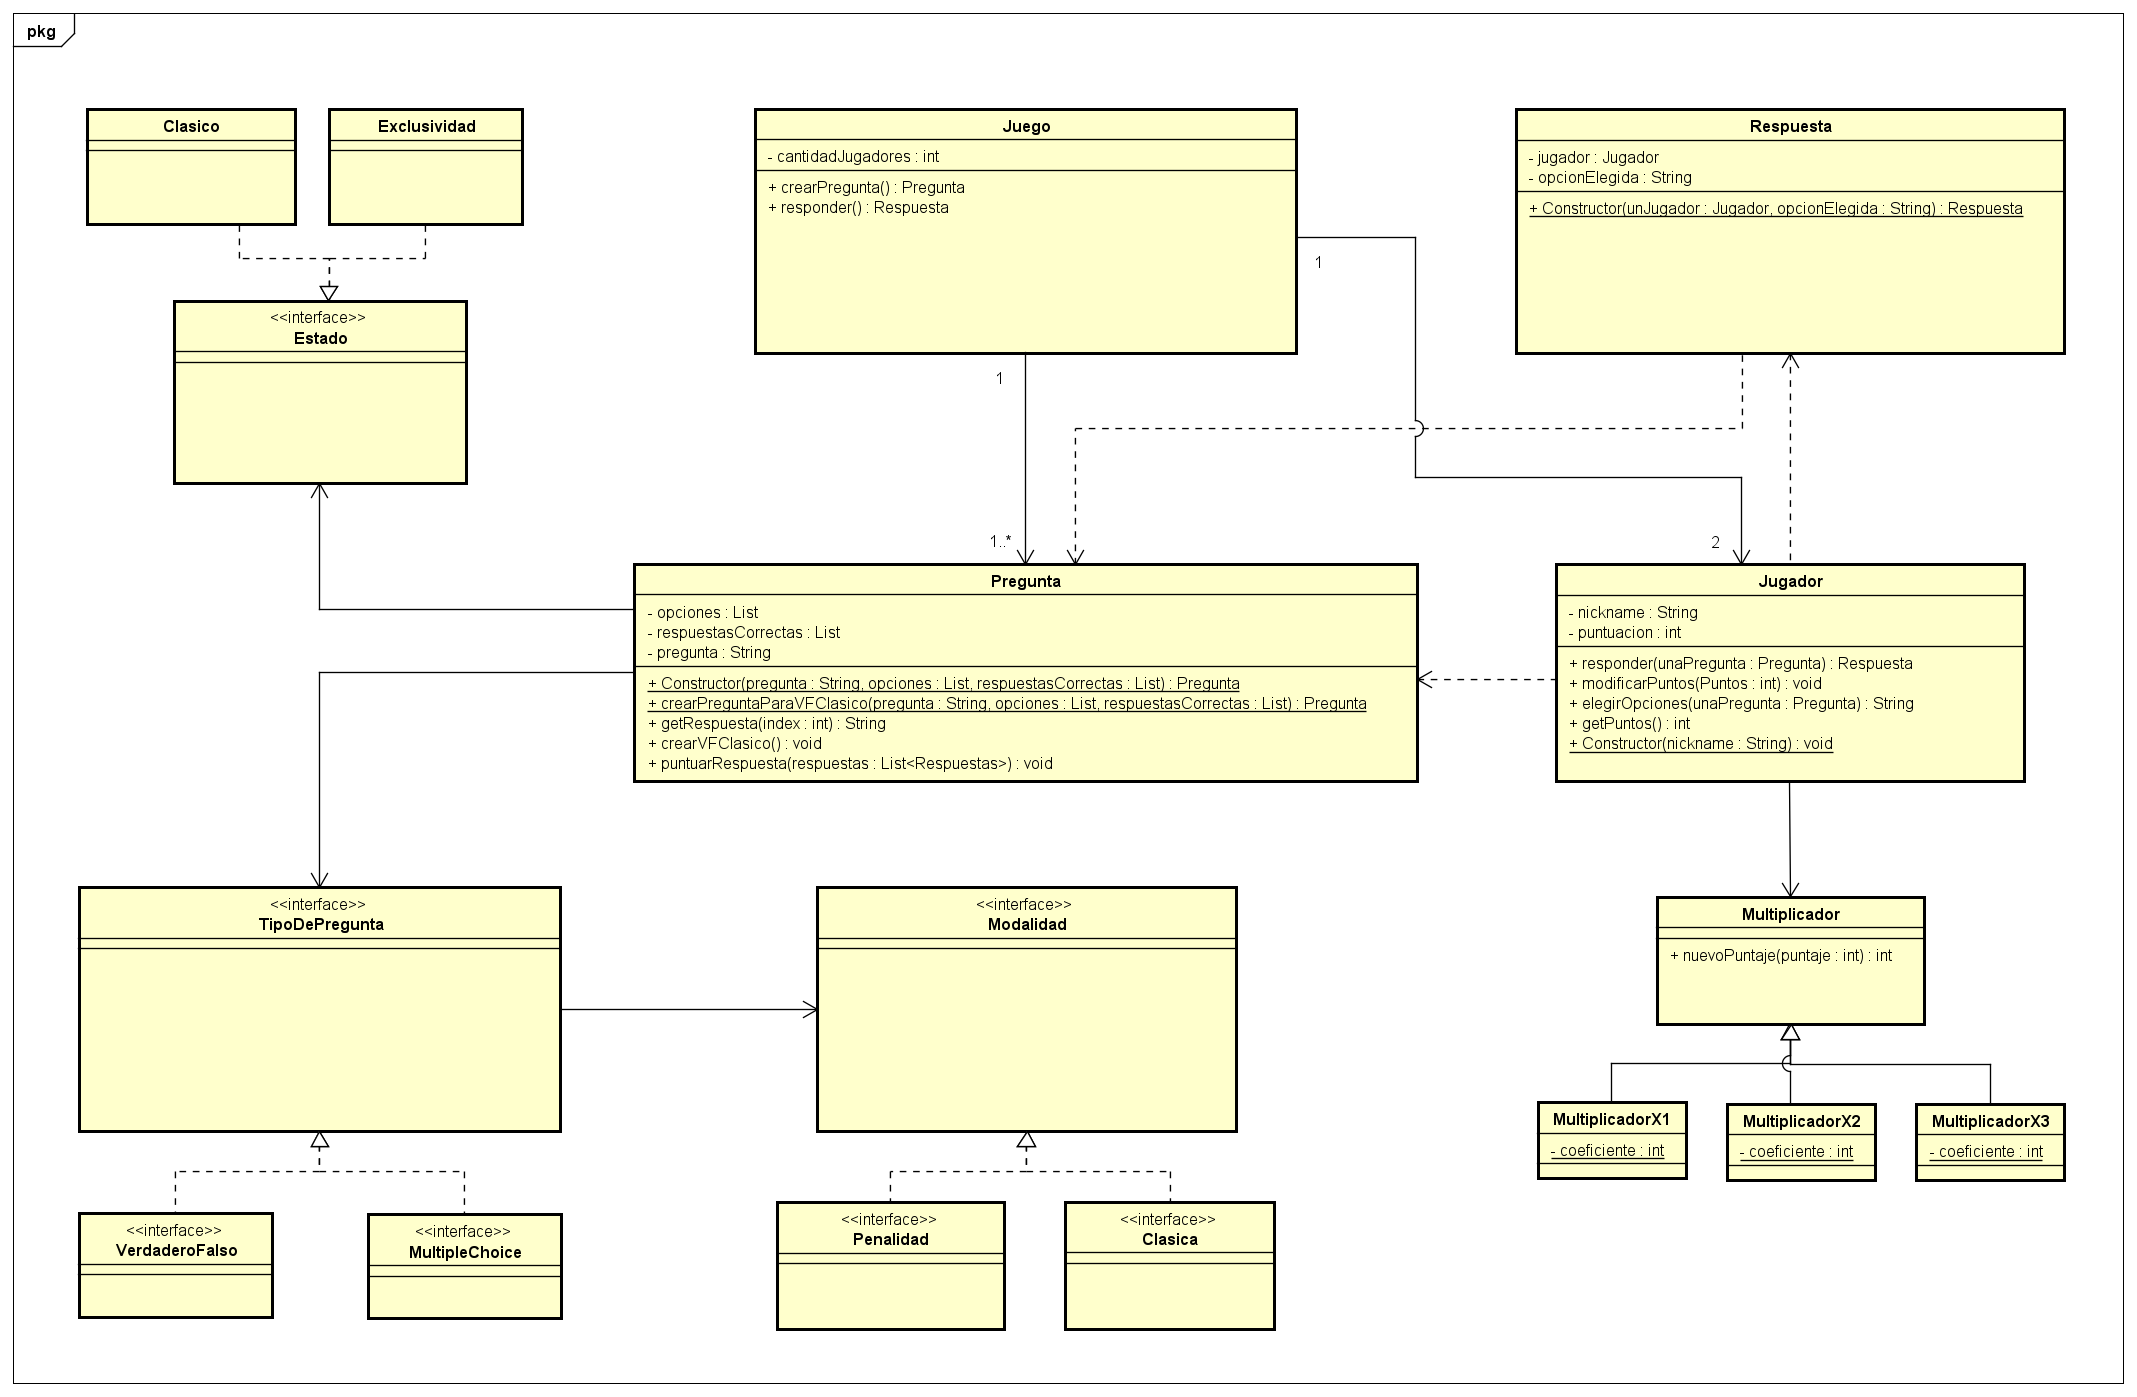 pkg
Clasico
Exclusividad
Juego
- cantidadJugadores : int
+ crearPregunta() : Pregunta
+ responder() : Respuesta
Respuesta
- jugador : Jugador
- opcionElegida : String
+ Constructor(unJugador : Jugador, opcionElegida : String) : Respuesta
<<interface>>
Estado
1
1
1..*
2
Pregunta
- opciones : List
- respuestasCorrectas : List
- pregunta : String
+ Constructor(pregunta : String, opciones : List, respuestasCorrectas : List) : Pregunta
+ crearPreguntaParaVFClasico(pregunta : String, opciones : List, respuestasCorrectas : List) : Pregunta
+ getRespuesta(index : int) : String
+ crearVFClasico() : void
+ puntuarRespuesta(respuestas : List<Respuestas>) : void
Jugador
- nickname : String
- puntuacion : int
+ responder(unaPregunta : Pregunta) : Respuesta
+ modificarPuntos(Puntos : int) : void
+ elegirOpciones(unaPregunta : Pregunta) : String
+ getPuntos() : int
+ Constructor(nickname : String) : void
<<interface>>
TipoDePregunta
<<interface>>
Modalidad
Multiplicador
+ nuevoPuntaje(puntaje : int) : int
MultiplicadorX1
- coeficiente : int
MultiplicadorX2
- coeficiente : int
MultiplicadorX3
- coeficiente : int
<<interface>>
VerdaderoFalso
<<interface>>
MultipleChoice
<<interface>>
Penalidad
<<interface>>
Clasica